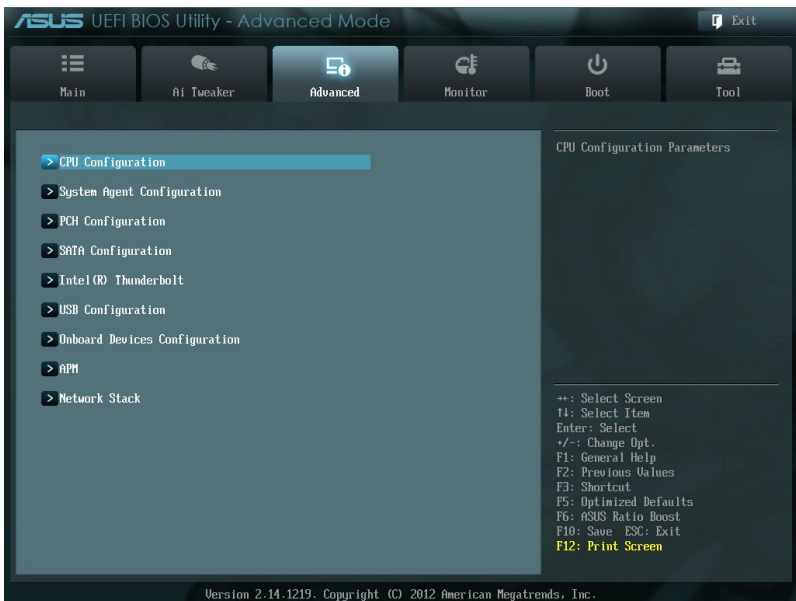 ASUS UEFI BIOS Utility - Advanced Mode
Exit
Main
Ai Tweaker
Advanced
Monitor
Boot
Tool
> CPU Configuration
> System Agent Configuration
> PCH Configuration
> SATA Configuration
> Intel(R) Thunderbolt
> USB Configuration
> Onboard Devices Configuration
> APM
> Network Stack
CPU Configuration Parameters
→←: Select Screen
↑↓: Select Item
Enter: Select
+/-: Change Opt.
F1: General Help
F2: Previous Values
F3: Shortcut
F5: Optimized Defaults
F6: ASUS Ratio Boost
F10: Save ESC: Exit
F12: Print Screen
Version 2.14.1219. Copyright (C) 2012 American Megatrends, Inc.